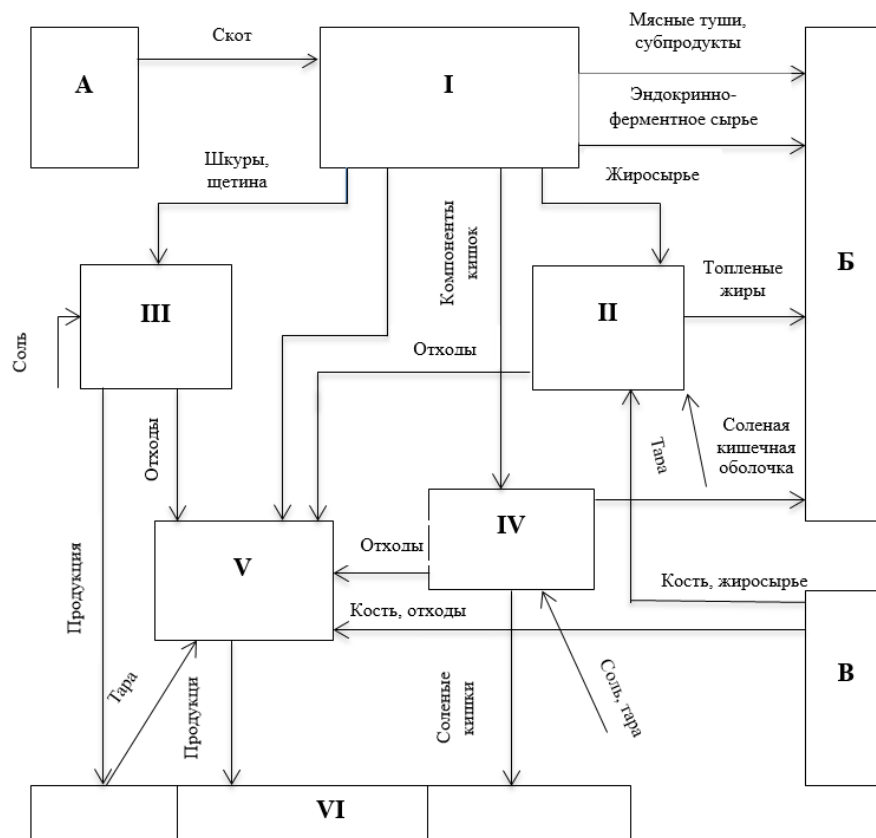 Скот
Мясные туши,
субпродукты
А
I
Эндокринно-
ферментное сырье
Шкуры,
щетина
Жиросырье
Компоненты
кишок
Б
Топленые
жиры
III
II
Соль
Отходы
Отходы
Тара
Соленая
кишечная
оболочка
IV
Отходы
V
Продукция
Кость, жиросырье
Кость, отходы
В
Тара
Продукци
Соленые
кишки
Соль, тара
VI